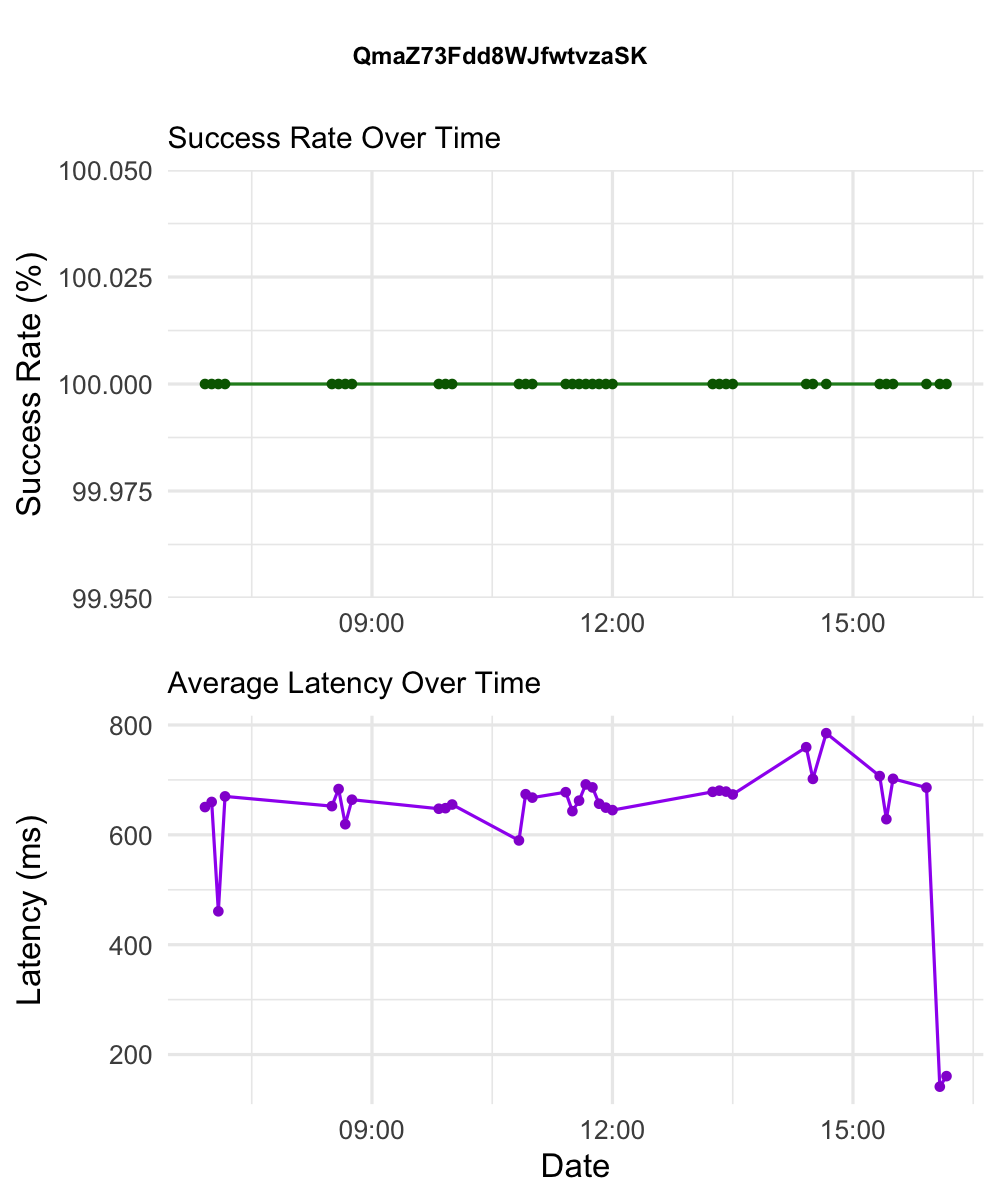 QmaZ73Fdd8WJfwtvzaSK
Success Rate Over Time
100.050
100.025
100.000
99.975
99.950
Success Rate (%)
09:00 12:00 15:00
Average Latency Over Time
800
600
400
200
Latency (ms)
09:00 12:00 15:00
Date